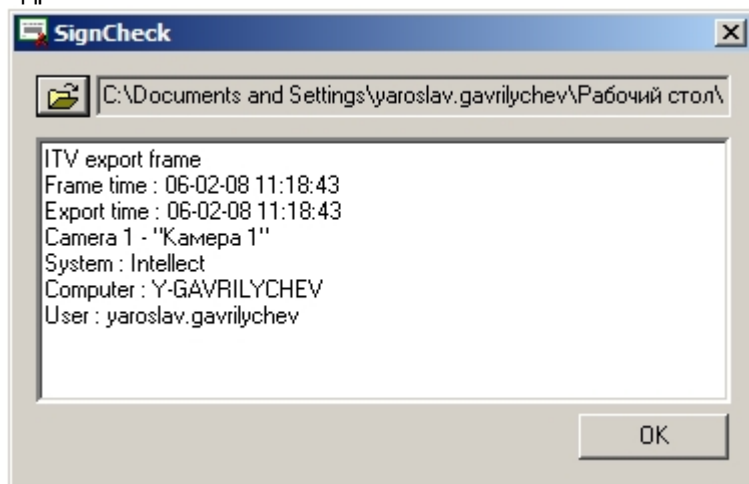 SignCheck
C:\Documents and Settings\yaroslav.gavrilychev\Рабочий стол\
ITV export frame
Frame time : 06-02-08 11:18:43
Export time : 06-02-08 11:18:43
Camera 1 - "Камера 1"
System : Intellect
Computer : Y-GAVRILYCHEV
User : yaroslav.gavrilychev
OK